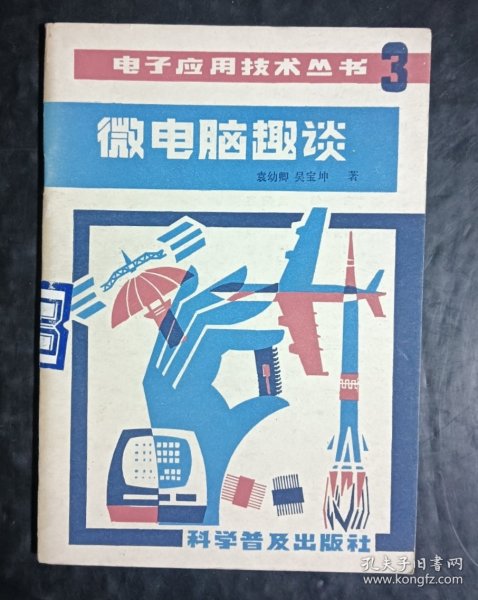 电子应用技术丛书 3
微电脑趣谈
袁幼卿 吴宝坤 著
科学普及出版社
孔夫子旧书网
www.kongfz.com